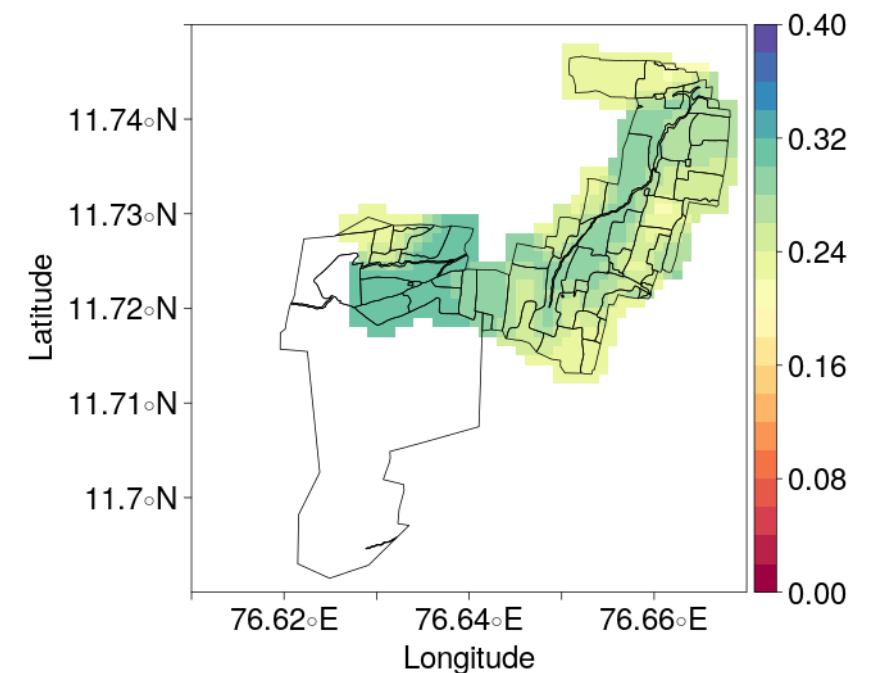 0.40
11.74○N
0.32
11.73○N
0.24
11.72○N
0.16
11.71○N
0.08
11.7○N
0.00
76.62○E
76.64○E
76.66○E
Latitude
Longitude